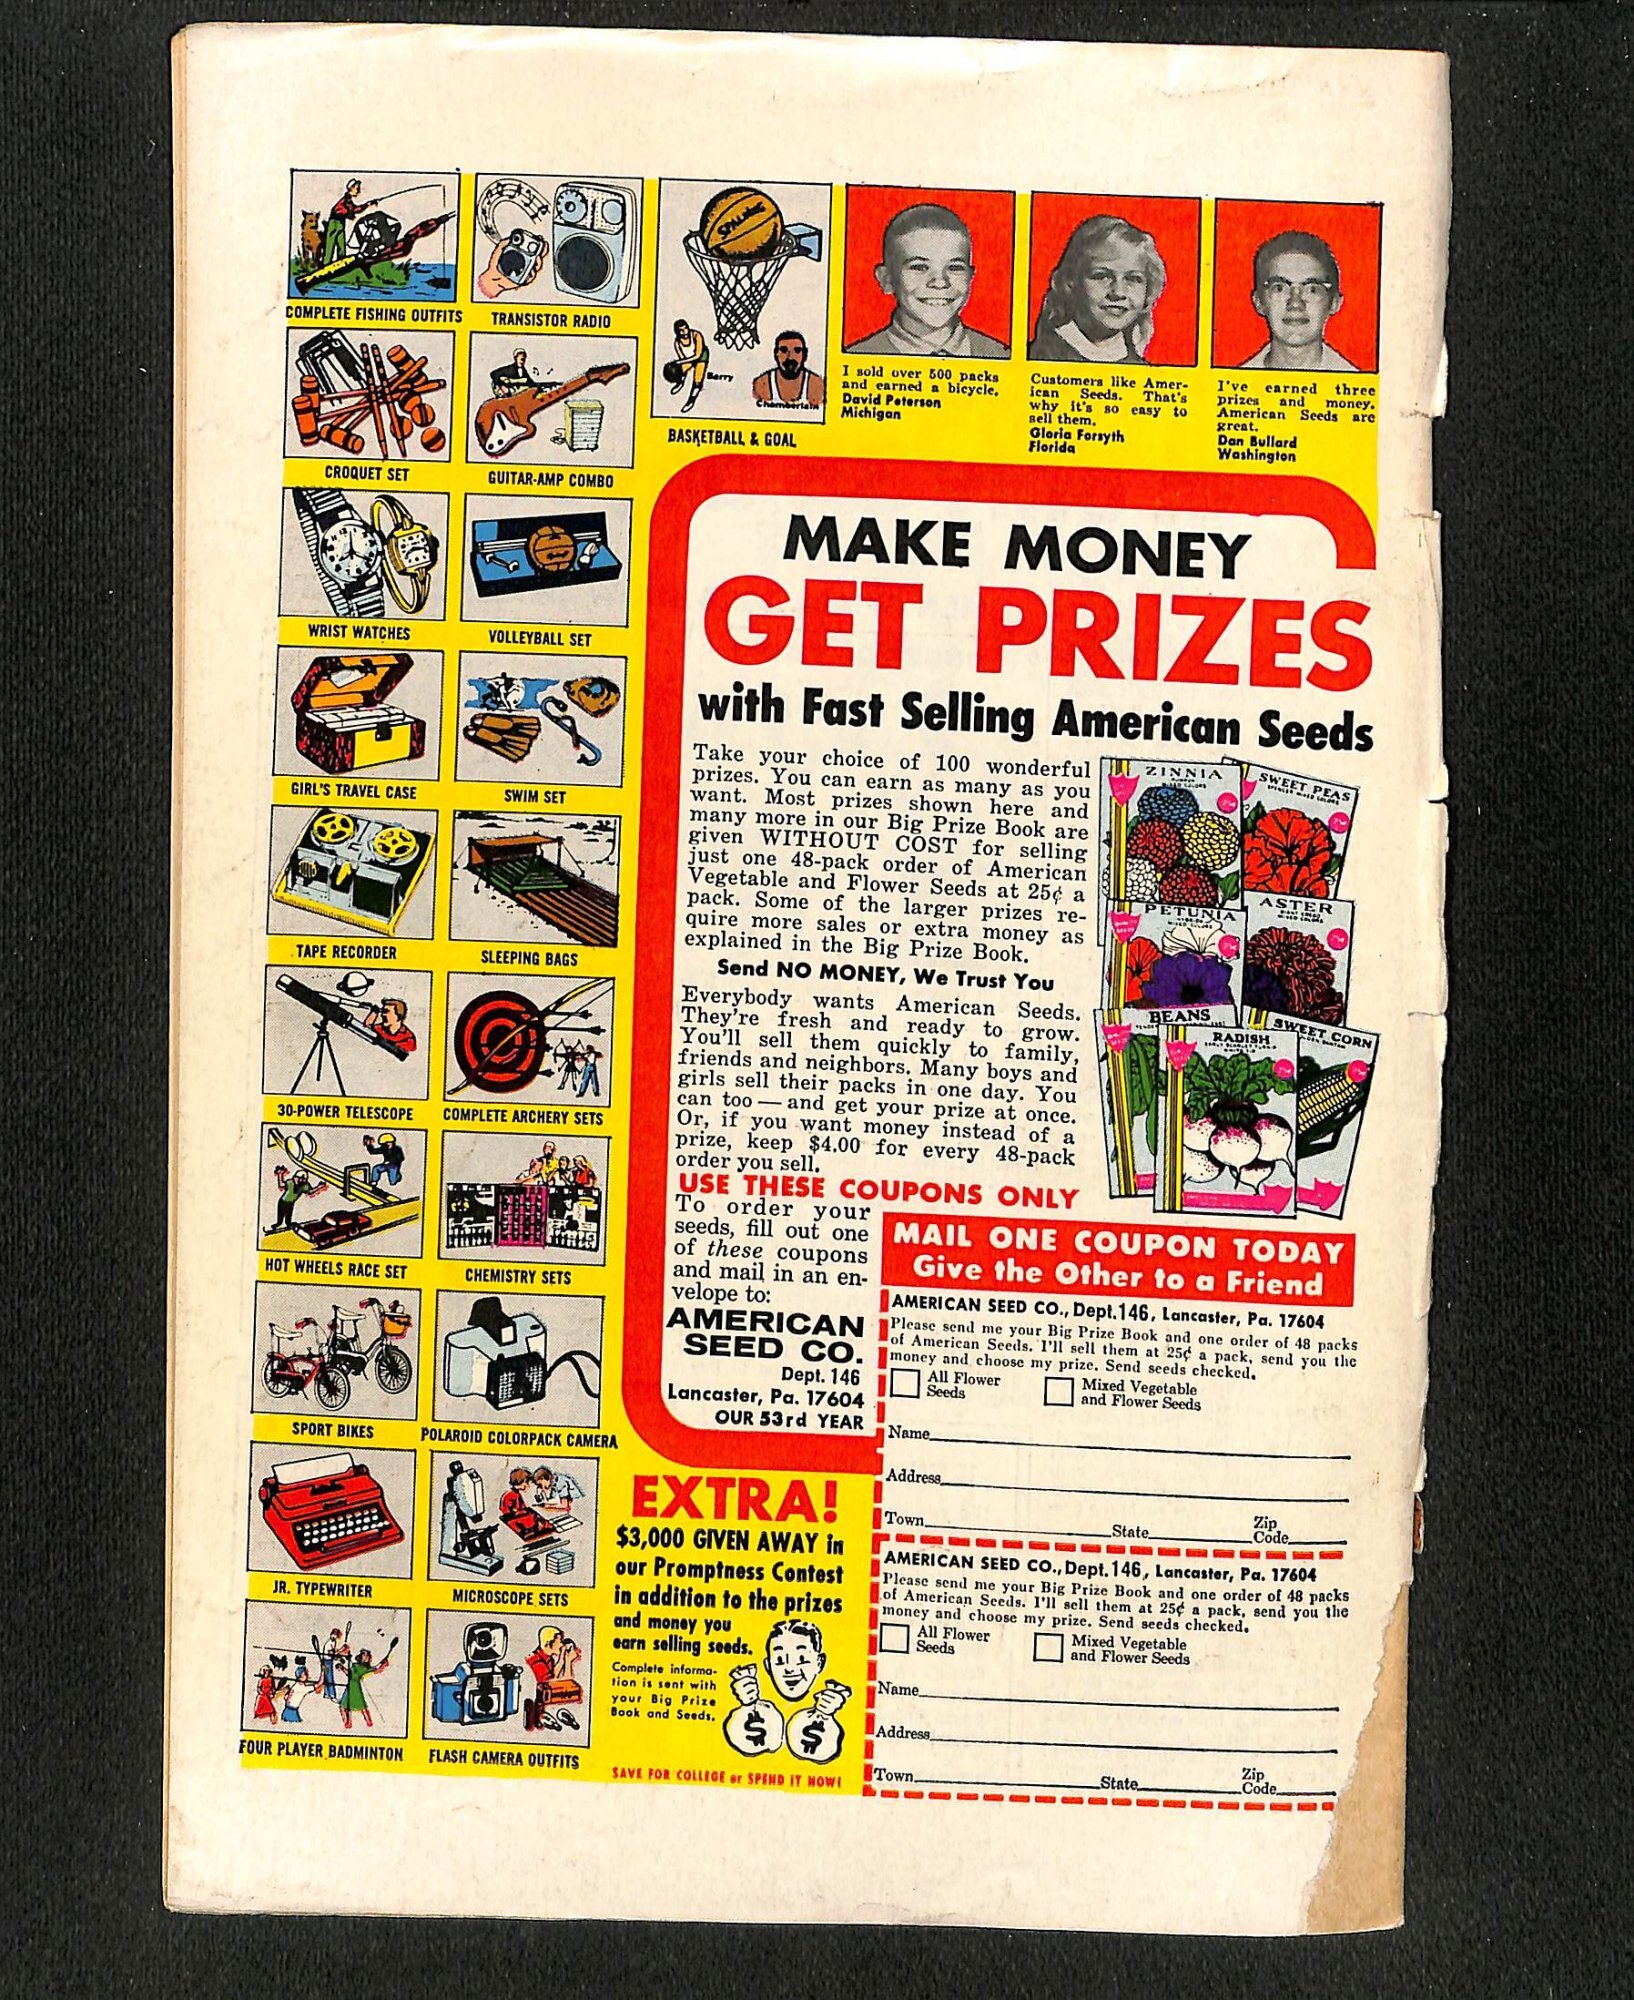 COMPLETE FISHING OUTFITS
TRANSISTOR RADIO
SPALDING
Barry
Chamberlain
BASKETBALL & GOAL
I sold over 500 packs
and earned a bicycle.
David Peterson
Michigan
Customers like Amer-
ican Seeds. That's
why it's so easy to
sell them.
Gloria Forsyth
Florida
I've earned three
prizes and money.
American Seeds are
great.
Dan Bullard
Washington
CROQUET SET
GUITAR-AMP COMBO
WRIST WATCHES
VOLLEYBALL SET
GIRL'S TRAVEL CASE
SWIM SET
TAPE RECORDER
SLEEPING BAGS
30-POWER TELESCOPE
COMPLETE ARCHERY SETS
HOT WHEELS RACE SET
CHEMISTRY SETS
SPORT BIKES
POLAROID COLORPACK CAMERA
JR. TYPEWRITER
MICROSCOPE SETS
FOUR PLAYER BADMINTON
FLASH CAMERA OUTFITS
MAKE MONEY
GET PRIZES
with Fast Selling American Seeds
Take your choice of 100 wonderful
prizes. You can earn as many as you
want. Most prizes shown here and
many more in our Big Prize Book are
given WITHOUT COST for selling
just one 48-pack order of American
Vegetable and Flower Seeds at 25¢ a
pack. Some of the larger prizes re-
quire more sales or extra money as
explained in the Big Prize Book.
Send NO MONEY, We Trust You
Everybody wants American Seeds.
They're fresh and ready to grow.
You'll sell them quickly to family,
friends and neighbors. Many boys and
girls sell their packs in one day. You
can too — and get your prize at once.
Or, if you want money instead of a
prize, keep $4.00 for every 48-pack
order you sell.
USE THESE COUPONS ONLY
To order your
seeds, fill out one
of these coupons
and mail in an en-
velope to:
AMERICAN
SEED CO.
Dept. 146
Lancaster, Pa. 17604
OUR 53rd YEAR
ZINNIA
MIXED COLORS
SWEET PEAS
SPENCER MIXED COLORS
PETUNIA
MIXED COLORS
ASTER
MIXED COLORS
BEANS
RADISH
SWEET CORN
MAIL ONE COUPON TODAY
Give the Other to a Friend
AMERICAN SEED CO., Dept. 146, Lancaster, Pa. 17604
Please send me your Big Prize Book and one order of 48 packs
of American Seeds. I'll sell them at 25¢ a pack, send you the
money and choose my prize. Send seeds checked.
All Flower
Seeds
Mixed Vegetable
and Flower Seeds
Name
Address
Town State Zip
Code
AMERICAN SEED CO., Dept. 146, Lancaster, Pa. 17604
Please send me your Big Prize Book and one order of 48 packs
of American Seeds. I'll sell them at 25¢ a pack, send you the
money and choose my prize. Send seeds checked.
All Flower
Seeds
Mixed Vegetable
and Flower Seeds
Name
Address
Town State Zip
Code
EXTRA!
$3,000 GIVEN AWAY in
our Promptness Contest
in addition to the prizes
and money you
earn selling seeds.
Complete informa-
tion is sent with
your Big Prize
Book and Seeds.
$ $
SAVE FOR COLLEGE or SPEND IT NOW!